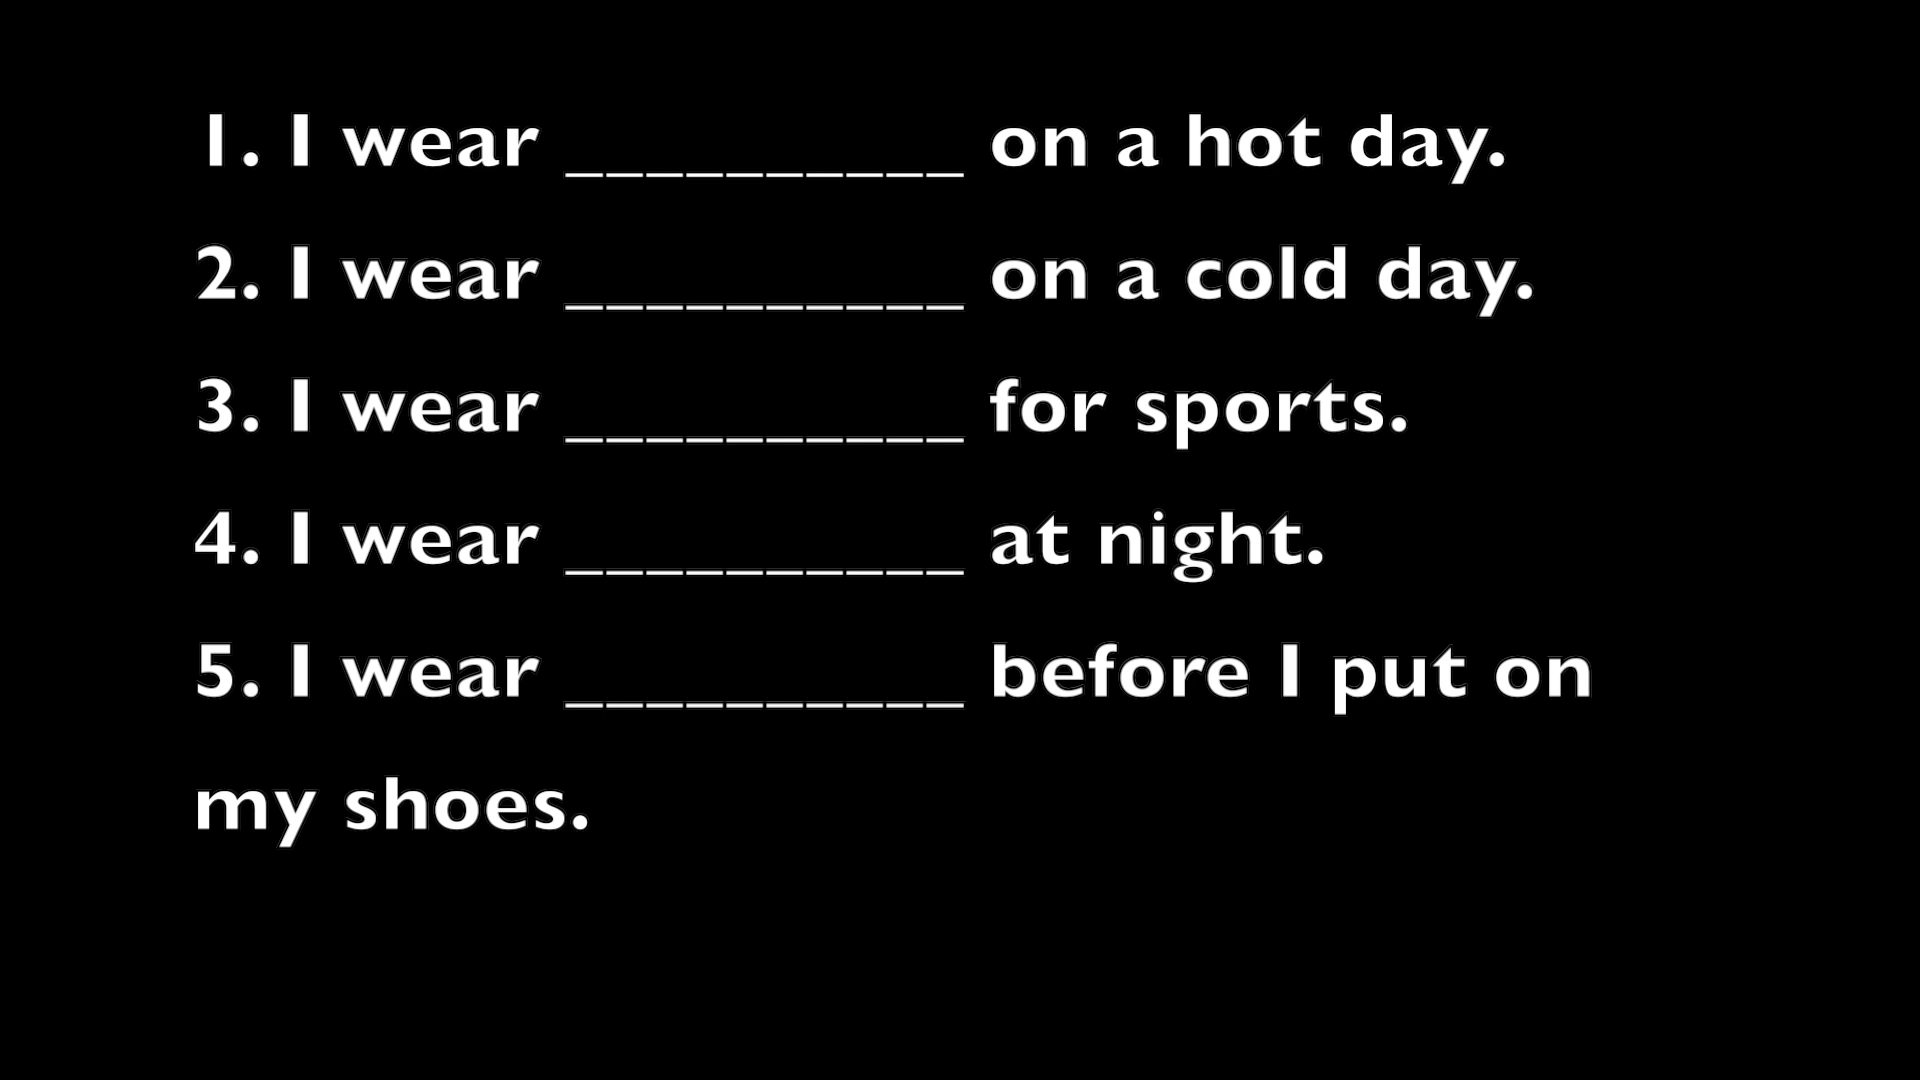 1. I wear __________ on a hot day.
2. I wear __________ on a cold day.
3. I wear __________ for sports.
4. I wear __________ at night.
5. I wear __________ before I put on
my shoes.